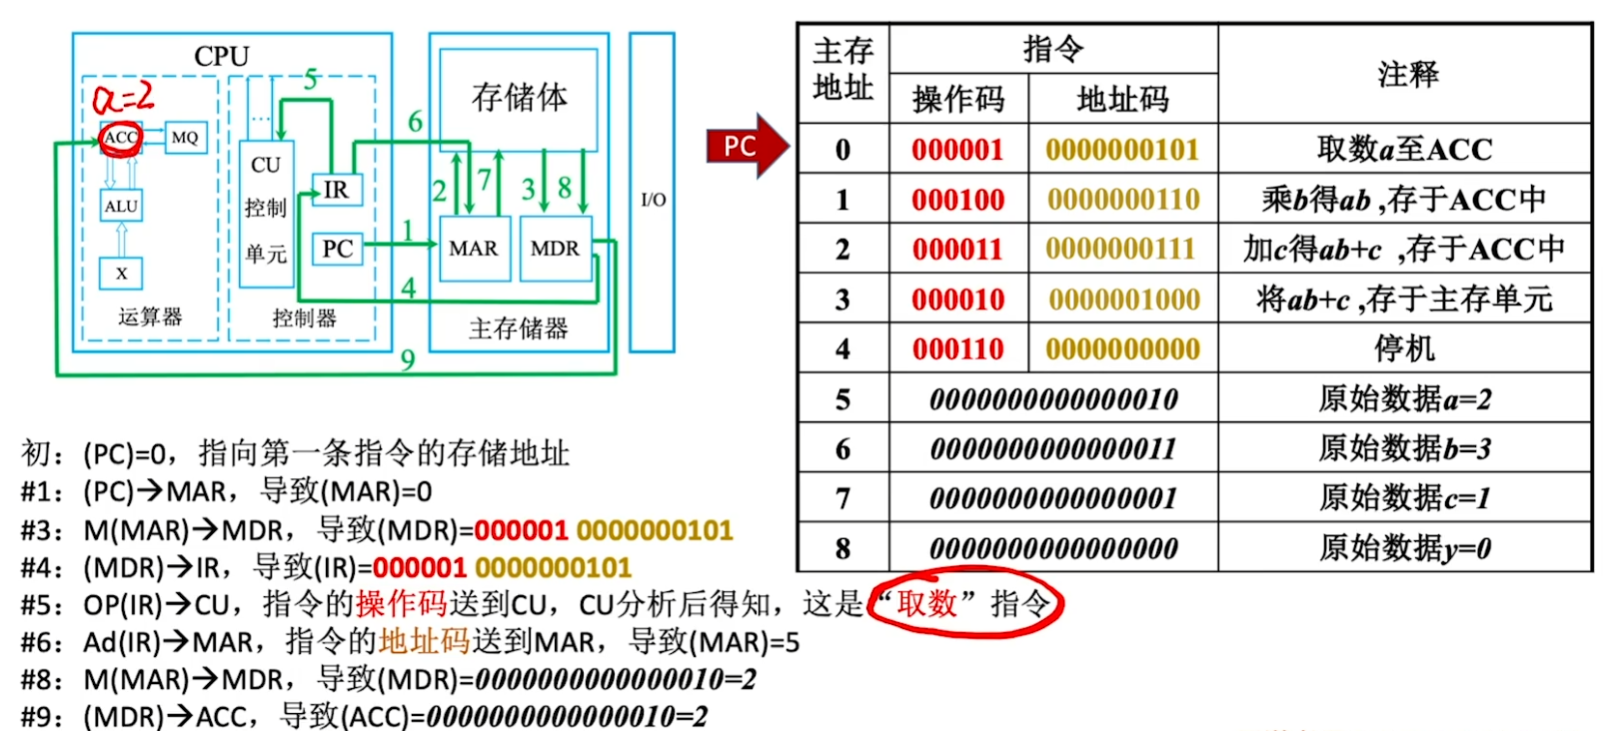 CPU
a=2
ACC
MQ
ALU
X
运算器
5
...
CU
控制
单元
IR
PC
控制器
6
1
4
9
存储体
2
7
3
8
MAR
MDR
主存储器
I/O
PC
主存地址 指令 注释
操作码 地址码
0 000001 0000000101 取数a至ACC
1 000100 0000000110 乘b得ab ,存于ACC中
2 000011 0000000111 加c得ab+c ,存于ACC中
3 000010 0000001000 将ab+c ,存于主存单元
4 000110 0000000000 停机
5 0000000000000010 原始数据a=2
6 0000000000000011 原始数据b=3
7 0000000000000001 原始数据c=1
8 0000000000000000 原始数据y=0
初：(PC)=0，指向第一条指令的存储地址
#1：(PC)→MAR，导致(MAR)=0
#3：M(MAR)→MDR，导致(MDR)=000001 0000000101
#4：(MDR)→IR，导致(IR)=000001 0000000101
#5：OP(IR)→CU，指令的操作码送到CU，CU分析后得知，这是“取数”指令
#6：Ad(IR)→MAR，指令的地址码送到MAR，导致(MAR)=5
#8：M(MAR)→MDR，导致(MDR)=0000000000000010=2
#9：(MDR)→ACC，导致(ACC)=0000000000000010=2